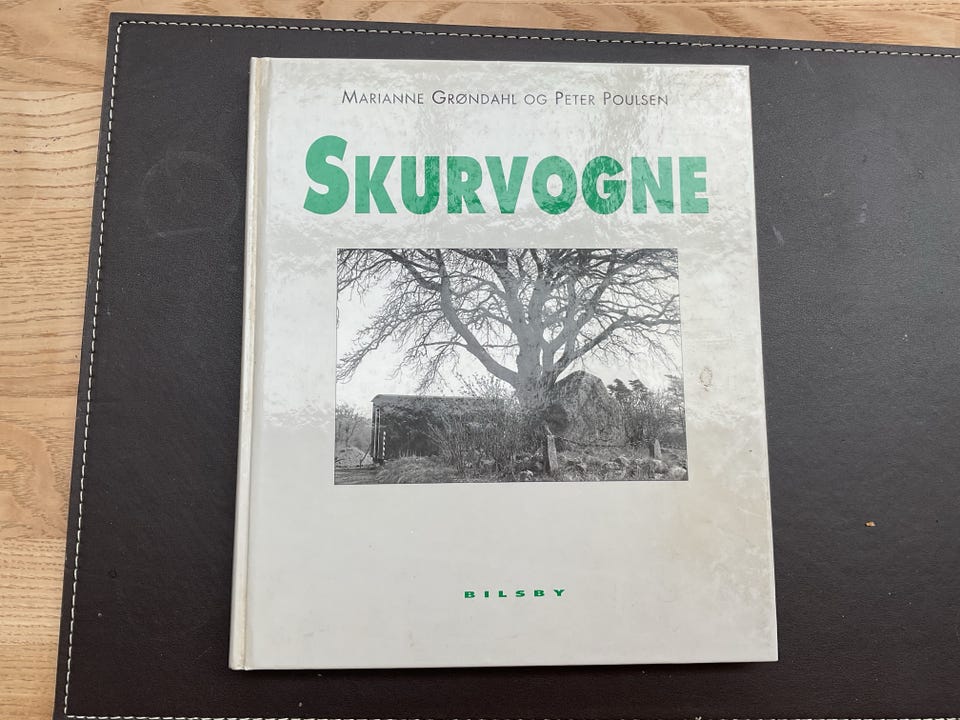 Marianne Grøndahl og Peter Poulsen
Skurvogne
BILSBY